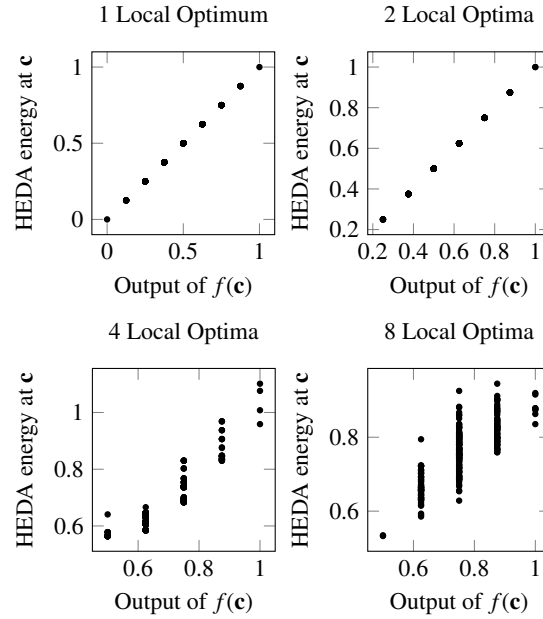 1 Local Optimum
HEDA energy at c
1
0.5
0
0
0.5
1
Output of f(c)
2 Local Optima
HEDA energy at c
1
0.8
0.6
0.4
0.2
0.2
0.4
0.6
0.8
1
Output of f(c)
4 Local Optima
HEDA energy at c
1
0.8
0.6
0.6
0.8
1
Output of f(c)
8 Local Optima
HEDA energy at c
0.8
0.6
0.6
0.8
1
Output of f(c)